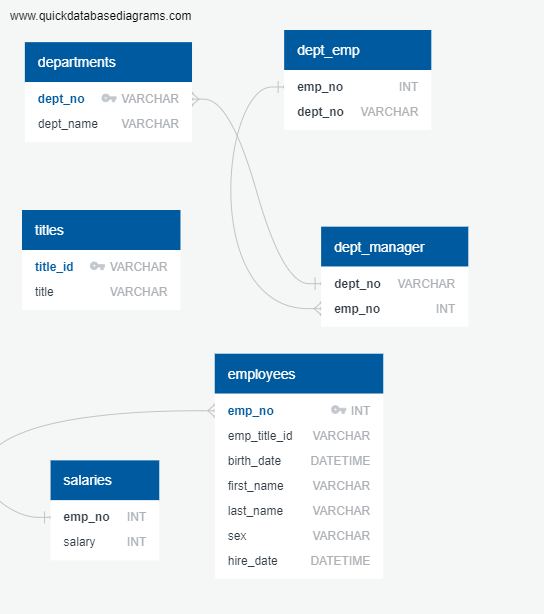 www.quickdatabasediagrams.com
departments
dept_no VARCHAR
dept_name VARCHAR
dept_emp
emp_no INT
dept_no VARCHAR
titles
title_id VARCHAR
title VARCHAR
dept_manager
dept_no VARCHAR
emp_no INT
employees
emp_no INT
emp_title_id VARCHAR
birth_date DATETIME
first_name VARCHAR
last_name VARCHAR
sex VARCHAR
hire_date DATETIME
salaries
emp_no INT
salary INT